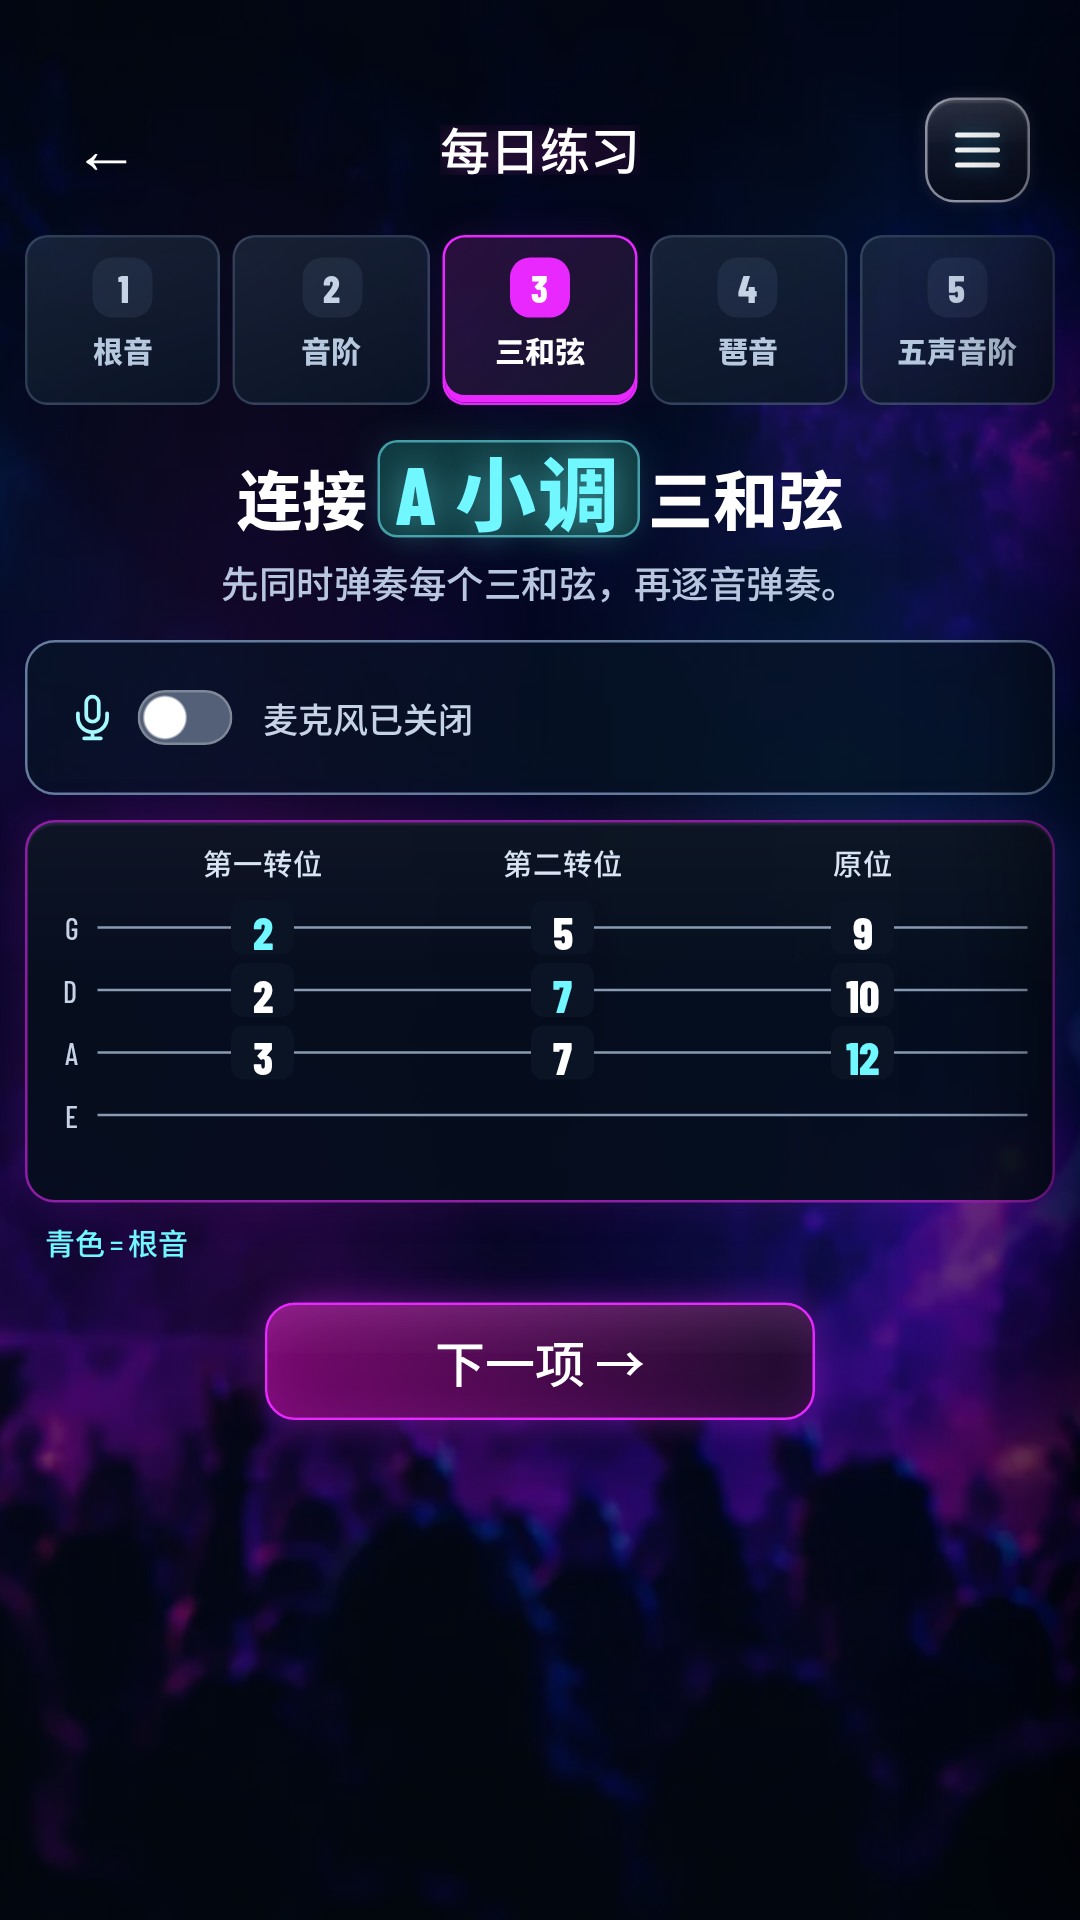 ← 每日练习
1 2 3 4 5
根音 音阶 三和弦 琶音 五声音阶
连接 A 小调 三和弦
先同时弹奏每个三和弦，再逐音弹奏。
麦克风已关闭
第一转位 第二转位 原位
G 2 5 9
D 2 7 10
A 3 7 12
E
青色=根音
下一项 →